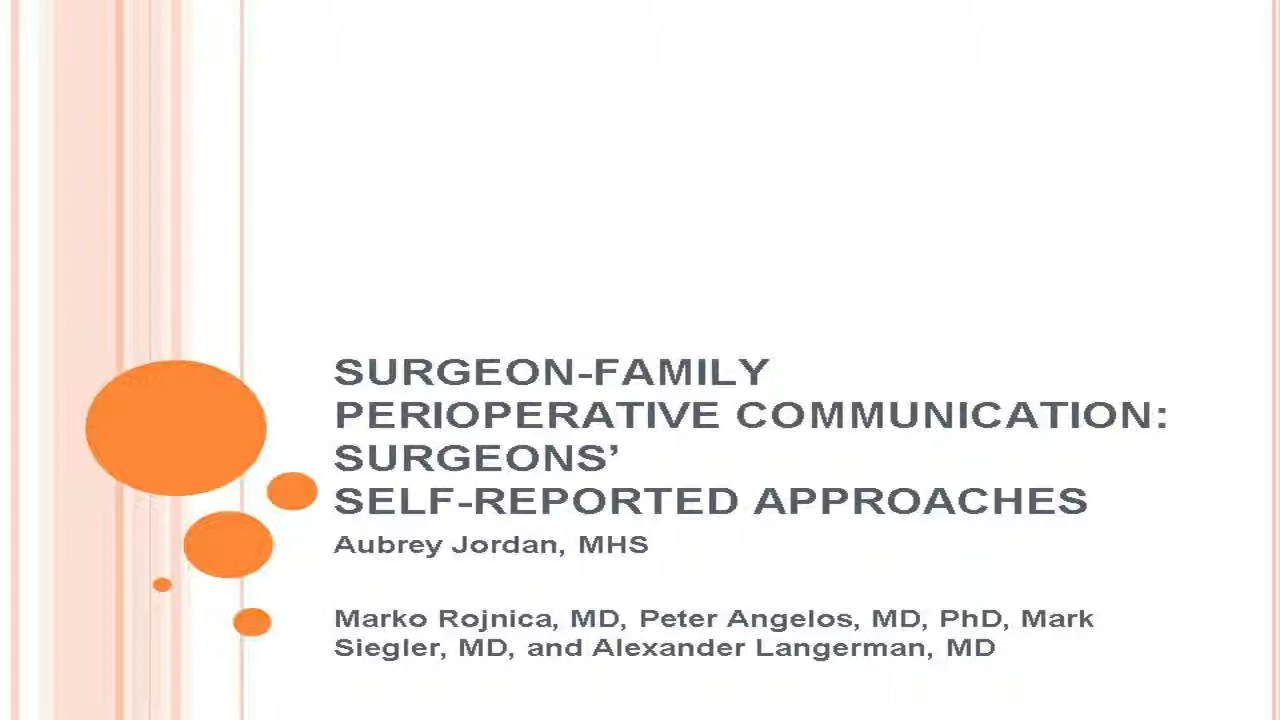 SURGEON-FAMILY
PERIOPERATIVE COMMUNICATION:
SURGEONS’
SELF-REPORTED APPROACHES
Aubrey Jordan, MHS
Marko Rojnica, MD, Peter Angelos, MD, PhD, Mark
Siegler, MD, and Alexander Langerman, MD